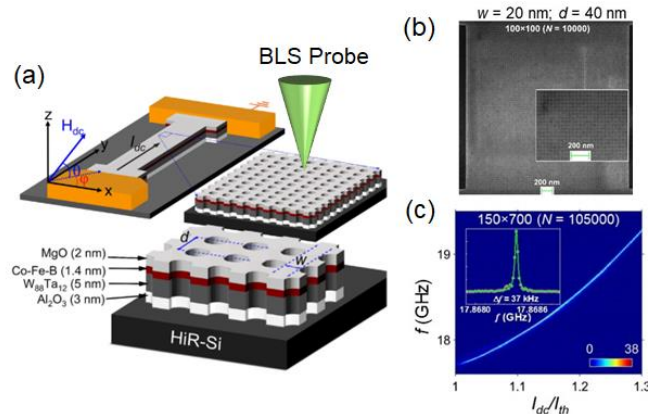 (a)
BLS Probe
z
H_dc
y
θ
φ
x
I_dc
d
w
MgO (2 nm)
Co-Fe-B (1.4 nm)
W₈₈Ta₁₂ (5 nm)
Al₂O₃ (3 nm)
HiR-Si
w = 20 nm; d = 40 nm
(b)
100×100 (N = 10000)
200 nm
200 nm
(c)
150×700 (N = 105000)
19
18
f (GHz)
Δf = 37 kHz
17.8680 17.8686
f (GHz)
0 38
1 1.1 1.2 1.3
I_dc/I_th